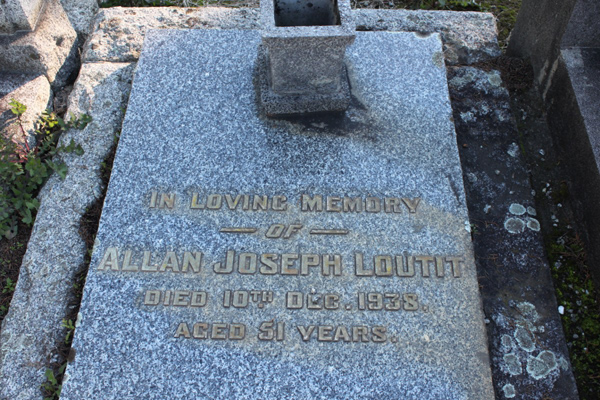 IN LOVING MEMORY
OF
ALLAN JOSEPH LOUTIT
DIED 10TH DEC. 1938.
AGED 51 YEARS.